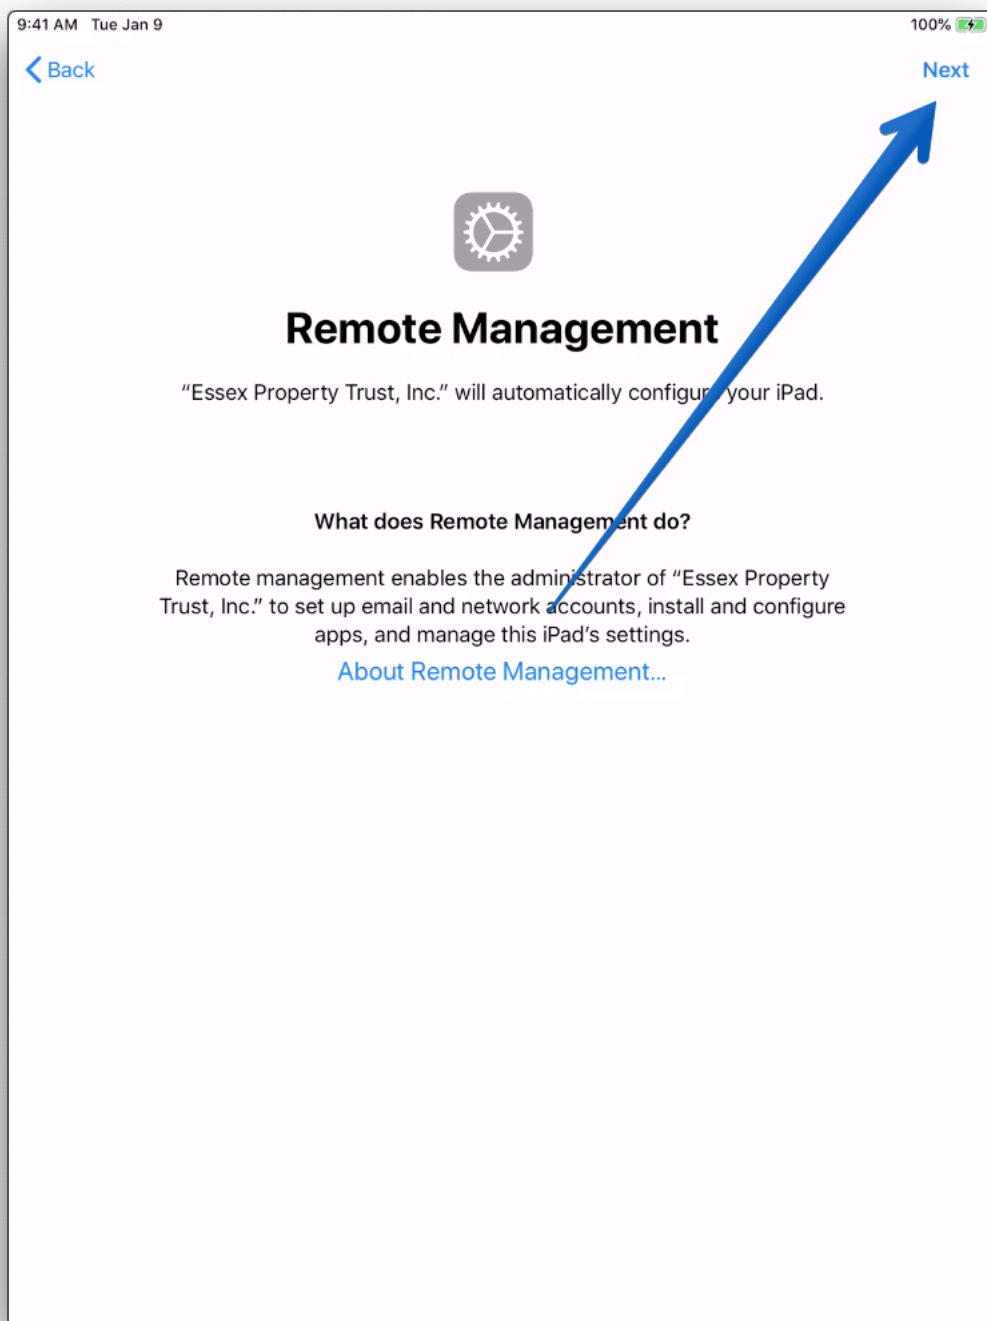 9:41 AM Tue Jan 9 100%
Back Next
Remote Management
“Essex Property Trust, Inc.” will automatically configure your iPad.
What does Remote Management do?
Remote management enables the administrator of “Essex Property
Trust, Inc.” to set up email and network accounts, install and configure
apps, and manage this iPad’s settings.
About Remote Management...